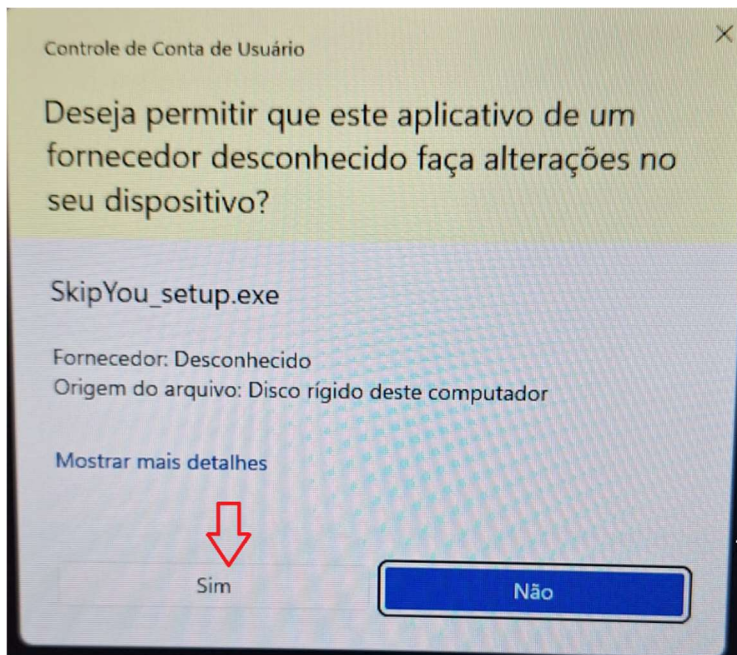 Controle de Conta de Usuário
Deseja permitir que este aplicativo de um
fornecedor desconhecido faça alterações no
seu dispositivo?
SkipYou_setup.exe
Fornecedor: Desconhecido
Origem do arquivo: Disco rígido deste computador
Mostrar mais detalhes
Sim
Não